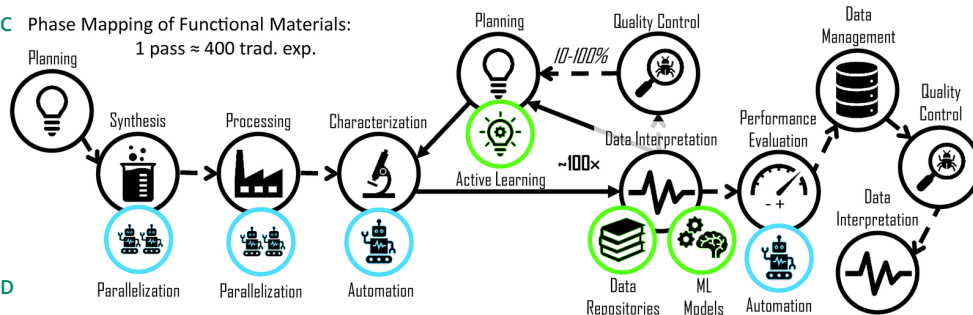 C Phase Mapping of Functional Materials:
1 pass ≈ 400 trad. exp.
Planning
Synthesis
Parallelization
Processing
Parallelization
Characterization
Automation
Planning
Active Learning
10-100%
Quality Control
~100×
Data Interpretation
Data
Repositories
ML
Models
Performance
Evaluation
- +
Automation
Data
Management
Quality
Control
Data
Interpretation
D